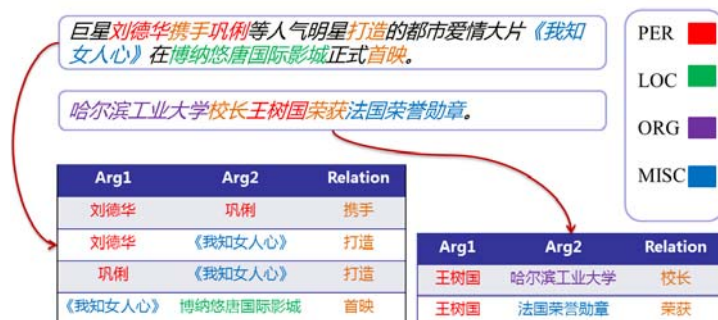 巨星刘德华携手巩俐等人气明星打造的都市爱情大片《我知
女人心》在博纳悠唐国际影城正式首映。
哈尔滨工业大学校长王树国荣获法国荣誉勋章。
PER
LOC
ORG
MISC
Arg1 Arg2 Relation
刘德华 巩俐 携手
刘德华 《我知女人心》 打造
巩俐 《我知女人心》 打造
《我知女人心》 博纳悠唐国际影城 首映
Arg1 Arg2 Relation
王树国 哈尔滨工业大学 校长
王树国 法国荣誉勋章 荣获